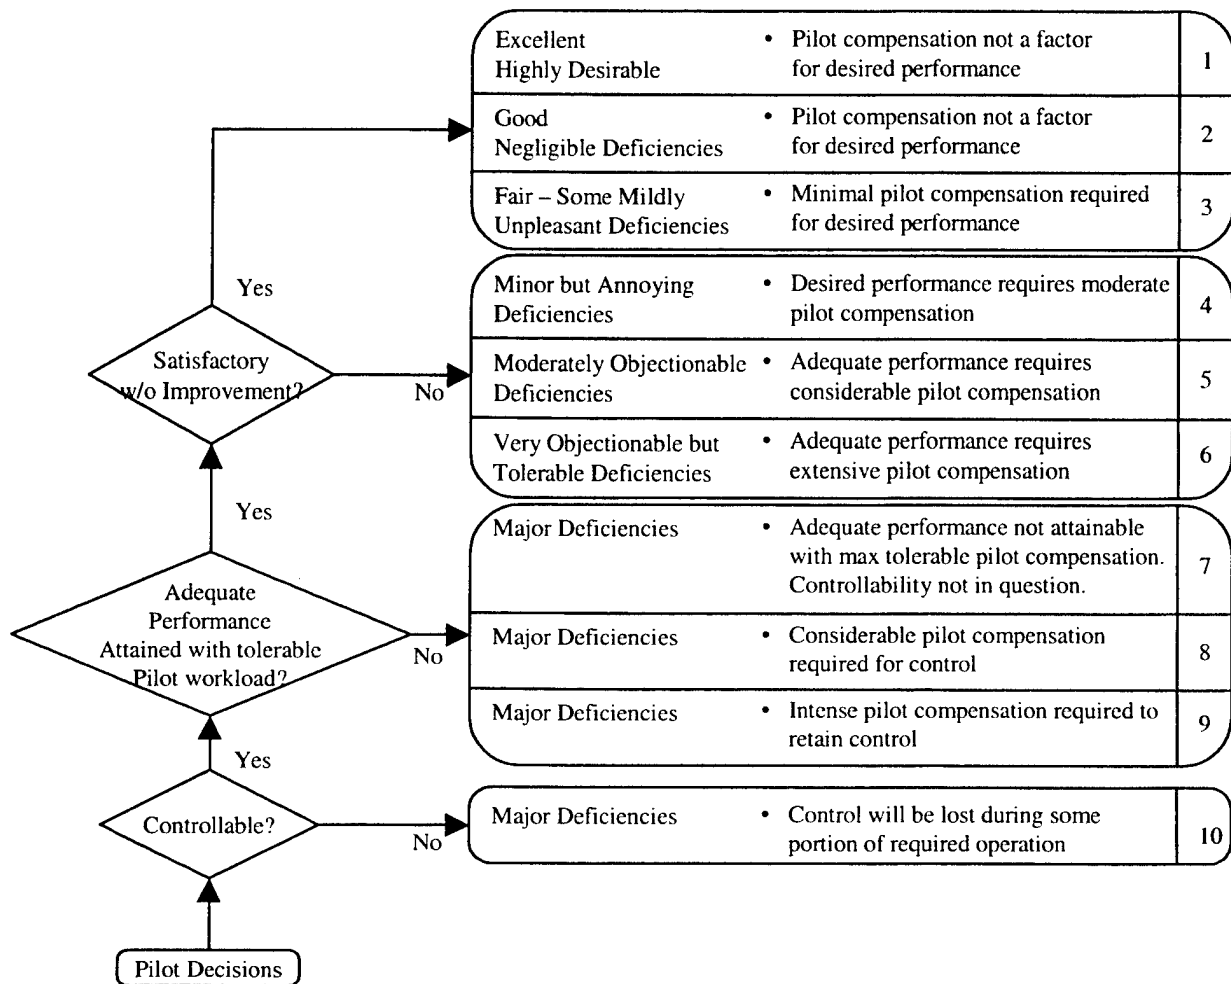 Excellent
Highly Desirable
• Pilot compensation not a factor
for desired performance
1
Good
Negligible Deficiencies
• Pilot compensation not a factor
for desired performance
2
Fair – Some Mildly
Unpleasant Deficiencies
• Minimal pilot compensation required
for desired performance
3
Yes
Minor but Annoying
Deficiencies
• Desired performance requires moderate
pilot compensation
4
Satisfactory
w/o Improvement?
No
Moderately Objectionable
Deficiencies
• Adequate performance requires
considerable pilot compensation
5
Very Objectionable but
Tolerable Deficiencies
• Adequate performance requires
extensive pilot compensation
6
Yes
Major Deficiencies
• Adequate performance not attainable
with max tolerable pilot compensation.
Controllability not in question.
7
Adequate
Performance
Attained with tolerable
Pilot workload?
No
Major Deficiencies
• Considerable pilot compensation
required for control
8
Major Deficiencies
• Intense pilot compensation required to
retain control
9
Yes
Controllable?
No
Major Deficiencies
• Control will be lost during some
portion of required operation
10
Pilot Decisions